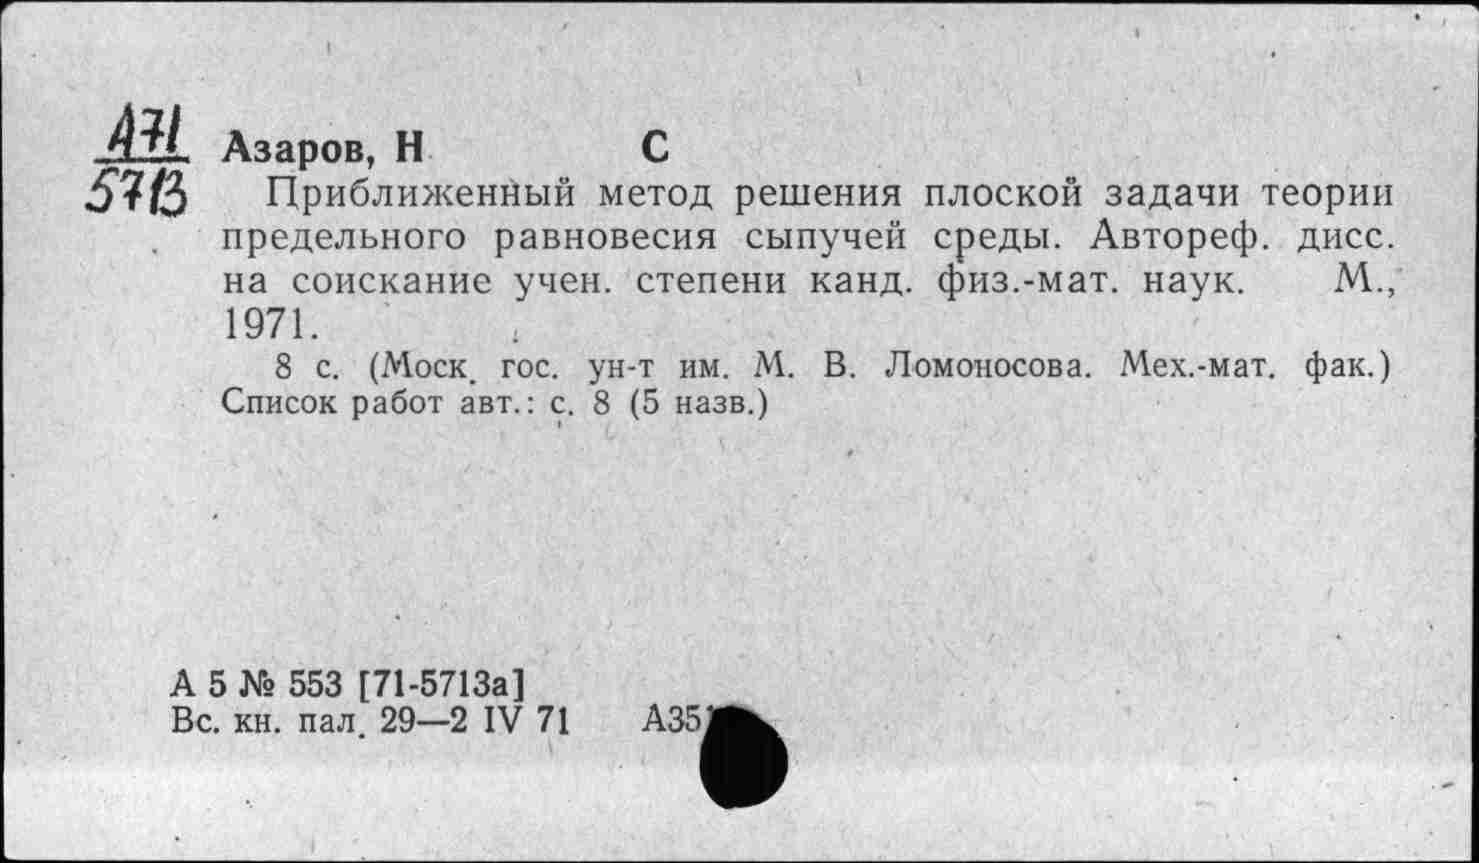 А71
5713
Азаров, Н С
Приближенный метод решения плоской задачи теории
предельного равновесия сыпучей среды. Автореф. дисс.
на соискание учен. степени канд. физ.-мат. наук. М.,
1971.
8 с. (Моск. гос. ун-т им. М. В. Ломоносова. Мех.-мат. фак.)
Список работ авт.: с. 8 (5 назв.)
А 5 № 553 [71-5713а]
Вс. кн. пал. 29—2 IV 71 А35